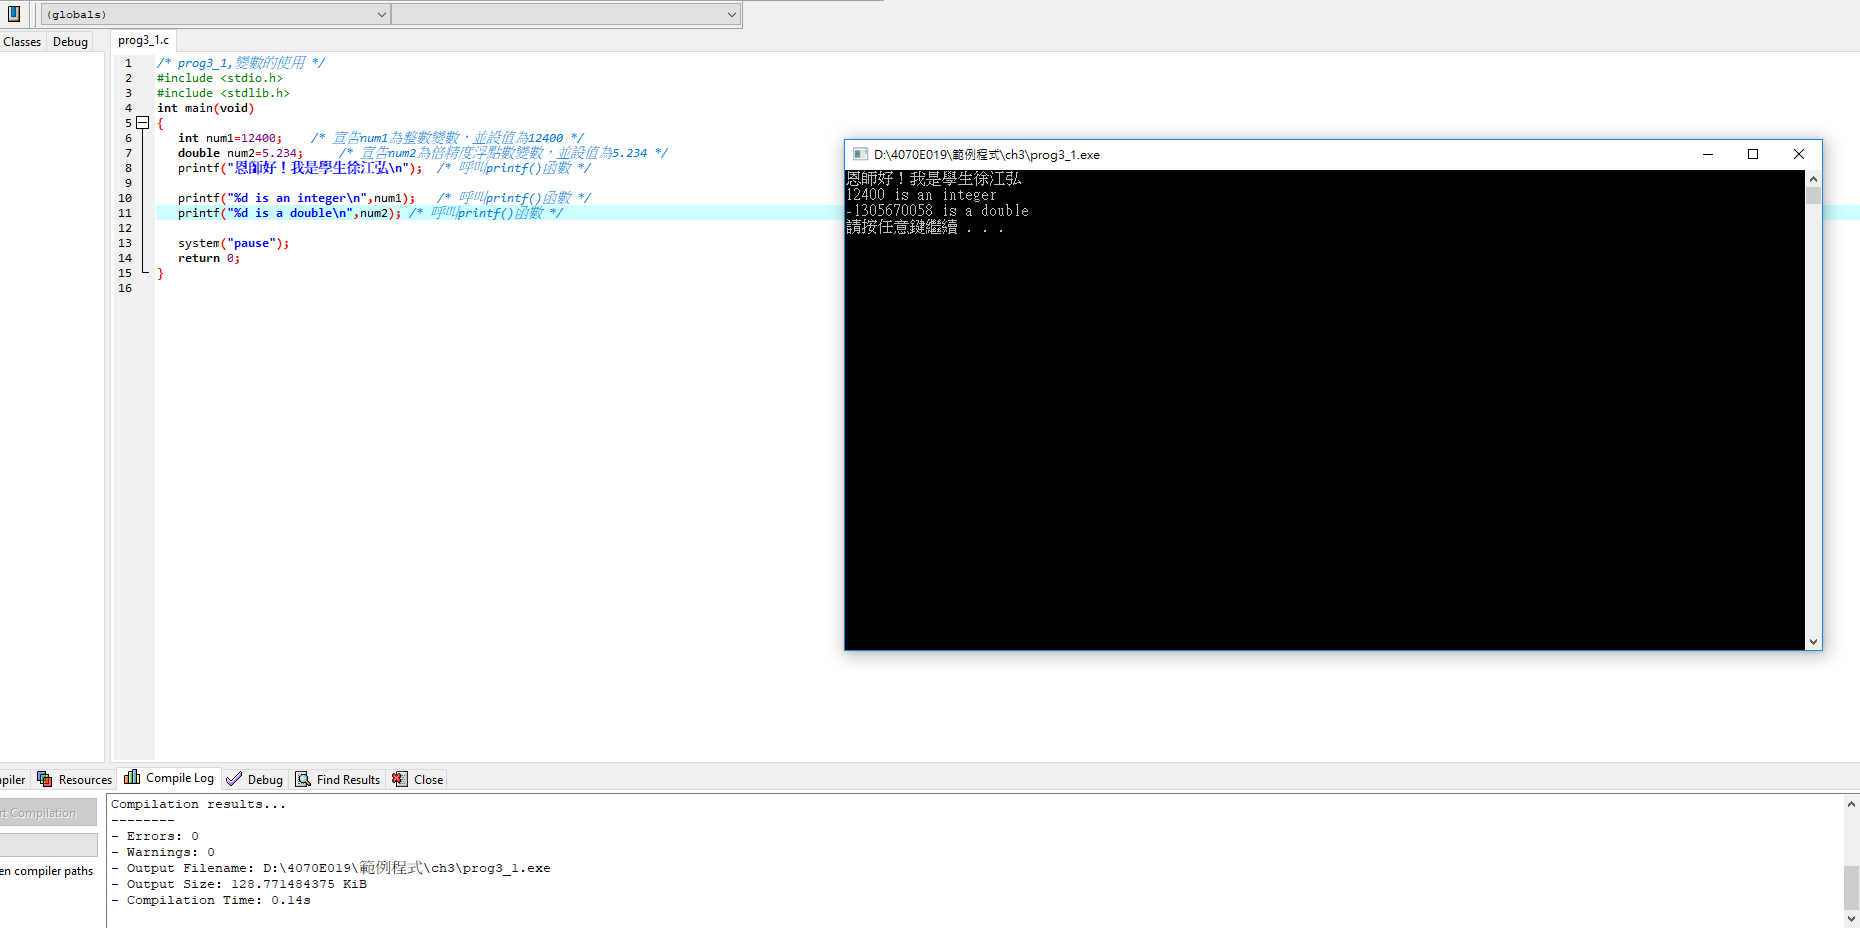 (globals)
Classes Debug
prog3_1.c
1 /* prog3_1,變數的使用 */
2 #include <stdio.h>
3 #include <stdlib.h>
4 int main(void)
5 {
6 int num1=12400; /* 宣告num1為整數變數，並設值為12400 */
7 double num2=5.234; /* 宣告num2為倍精度浮點數變數，並設值為5.234 */
8 printf("恩師好！我是學生徐江弘\n"); /* 呼叫printf()函數 */
9
10 printf("%d is an integer\n",num1); /* 呼叫printf()函數 */
11 printf("%d is a double\n",num2); /* 呼叫printf()函數 */
12
13 system("pause");
14 return 0;
15 }
16
D:\4070E019\範例程式\ch3\prog3_1.exe
恩師好！我是學生徐江弘
12400 is an integer
-1305670058 is a double
請按任意鍵繼續 . . .
piler Resources Compile Log Debug Find Results Close
rt Compilation
en compiler paths
Compilation results...
--------
- Errors: 0
- Warnings: 0
- Output Filename: D:\4070E019\範例程式\ch3\prog3_1.exe
- Output Size: 128.771484375 KiB
- Compilation Time: 0.14s